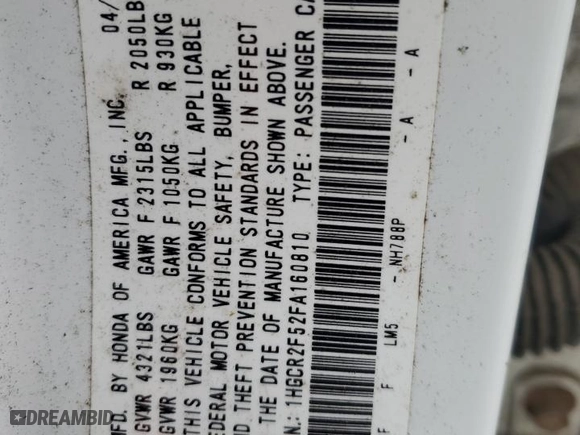 MFD. BY HONDA OF AMERICA MFG., INC. 04/
GVWR 4321LBS GAWR F 2315LBS R 2050LB
GVWR 1960KG GAWR F 1050KG R 930KG
THIS VEHICLE CONFORMS TO ALL APPLICABLE
FEDERAL MOTOR VEHICLE SAFETY, BUMPER,
AND THEFT PREVENTION STANDARDS IN EFFECT
THE DATE OF MANUFACTURE SHOWN ABOVE.
1HGCR2F52FA160810 TYPE: PASSENGER CA
F F LM5 - NH788P - A - A
DREAMBID